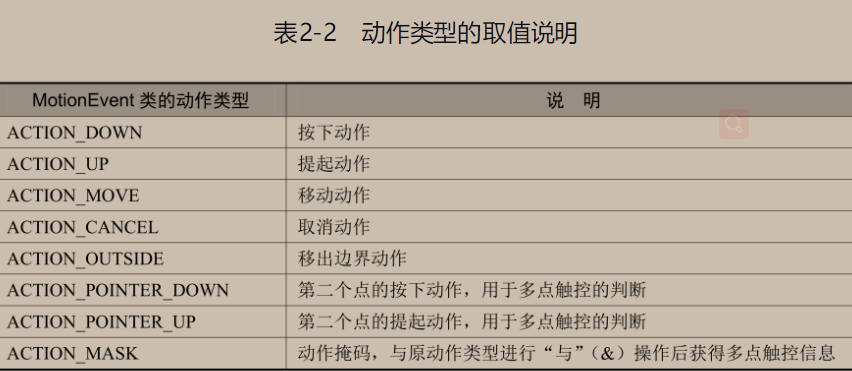 表2-2 动作类型的取值说明
MotionEvent 类的动作类型 说 明
ACTION_DOWN 按下动作
ACTION_UP 提起动作
ACTION_MOVE 移动动作
ACTION_CANCEL 取消动作
ACTION_OUTSIDE 移出边界动作
ACTION_POINTER_DOWN 第二个点的按下动作，用于多点触控的判断
ACTION_POINTER_UP 第二个点的提起动作，用于多点触控的判断
ACTION_MASK 动作掩码，与原动作类型进行“与”（&）操作后获得多点触控信息